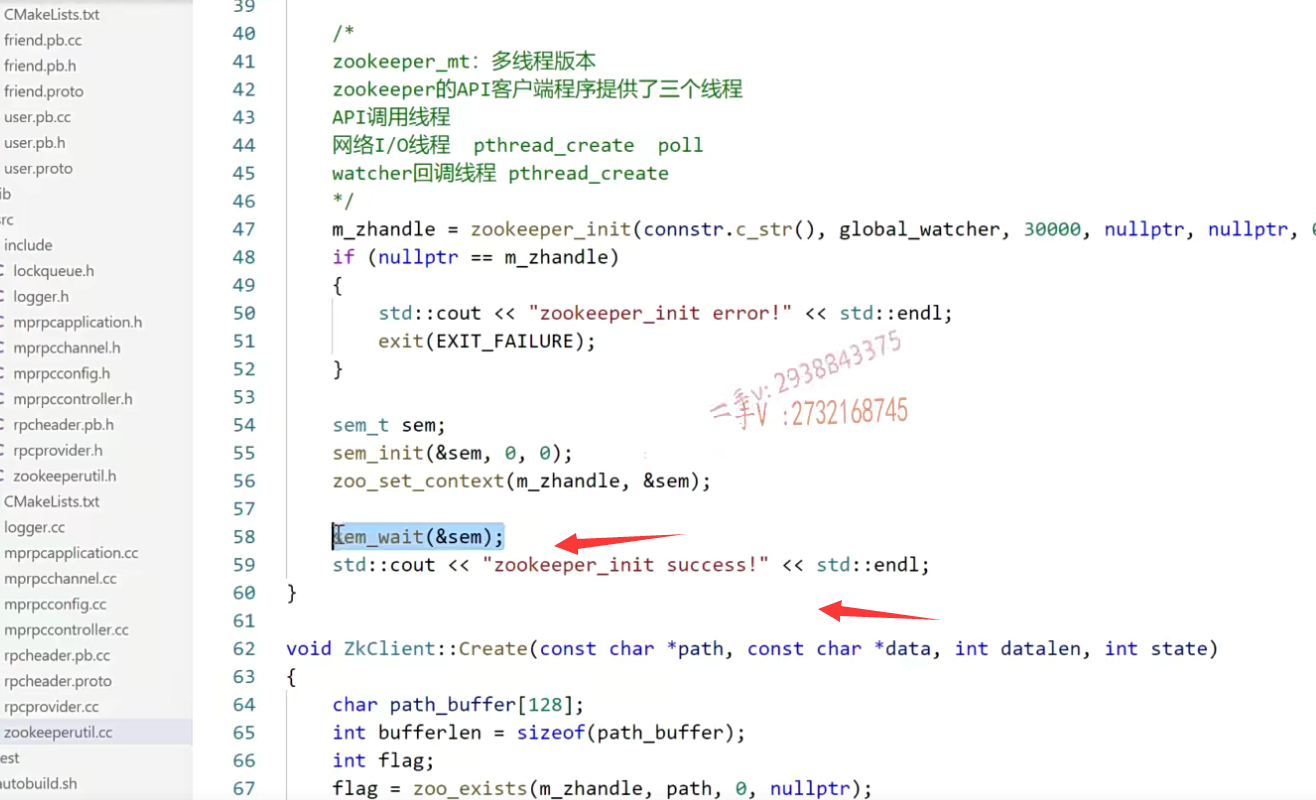 CMakeLists.txt
friend.pb.cc
friend.pb.h
friend.proto
user.pb.cc
user.pb.h
user.proto
ib
src
include
C lockqueue.h
C logger.h
C mprpcapplication.h
C mprpcchannel.h
C mprpcconfig.h
C mprpccontroller.h
C rpcheader.pb.h
C rpcprovider.h
C zookeeperutil.h
CMakeLists.txt
logger.cc
mprpcapplication.cc
mprpcchannel.cc
mprpcconfig.cc
mprpccontroller.cc
rpcheader.pb.cc
rpcheader.proto
rpcprovider.cc
zookeeperutil.cc
est
autobuild.sh
39
40 /*
41 zookeeper_mt：多线程版本
42 zookeeper的API客户端程序提供了三个线程
43 API调用线程
44 网络I/O线程  pthread_create  poll
45 watcher回调线程 pthread_create
46 */
47 m_zhandle = zookeeper_init(connstr.c_str(), global_watcher, 30000, nullptr, nullptr, 0
48 if (nullptr == m_zhandle)
49 {
50     std::cout << "zookeeper_init error!" << std::endl;
51     exit(EXIT_FAILURE);
52 }
53
54 sem_t sem;
55 sem_init(&sem, 0, 0);
56 zoo_set_context(m_zhandle, &sem);
57
58 sem_wait(&sem);
59 std::cout << "zookeeper_init success!" << std::endl;
60 }
61
62 void ZkClient::Create(const char *path, const char *data, int datalen, int state)
63 {
64     char path_buffer[128];
65     int bufferlen = sizeof(path_buffer);
66     int flag;
67     flag = zoo_exists(m_zhandle, path, 0, nullptr);
二手v: 2938843375
二手V :2732168745